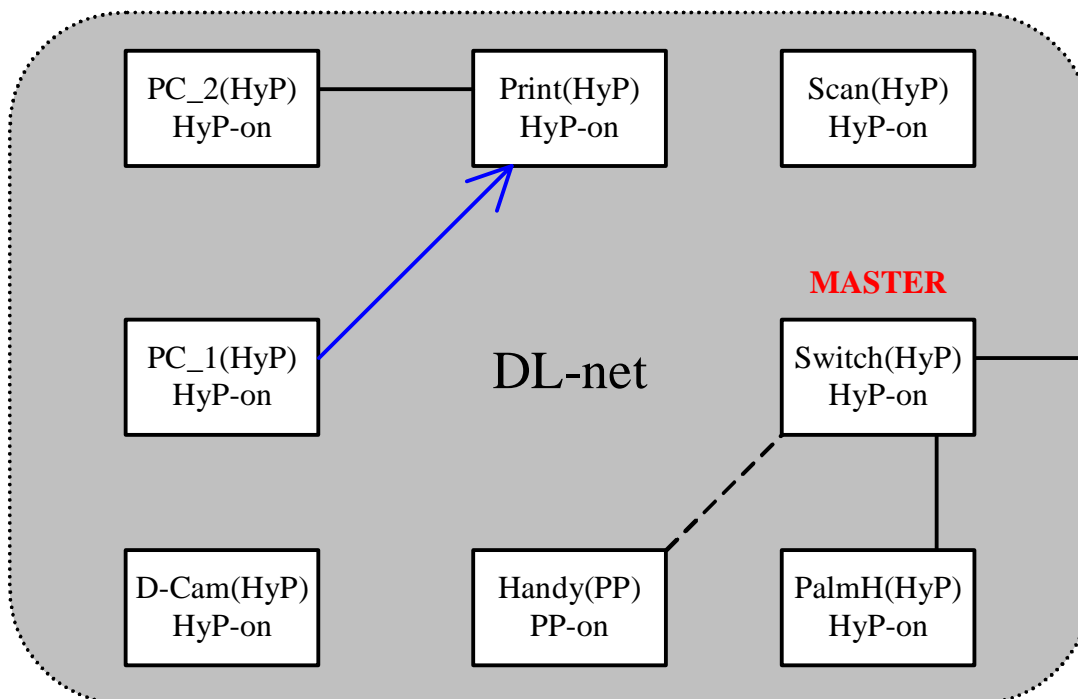 PC_2(HyP)
HyP-on
Print(HyP)
HyP-on
Scan(HyP)
HyP-on
MASTER
PC_1(HyP)
HyP-on
DL-net
Switch(HyP)
HyP-on
D-Cam(HyP)
HyP-on
Handy(PP)
PP-on
PalmH(HyP)
HyP-on